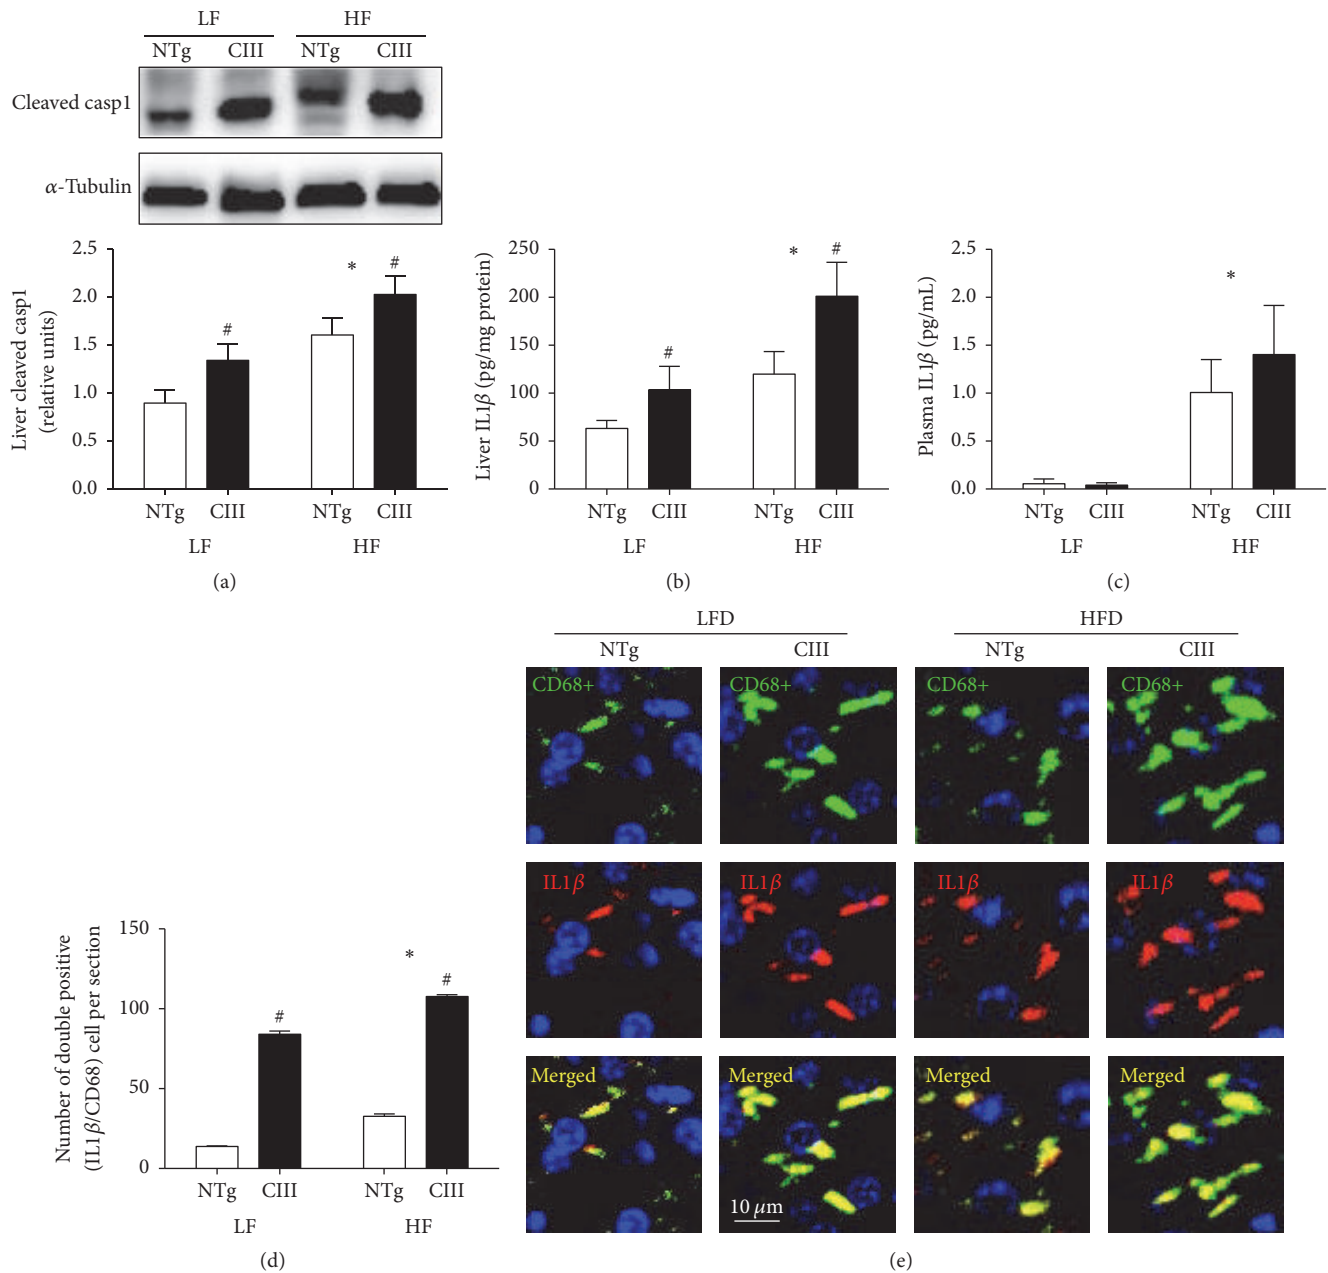 LF HF
NTg CIII NTg CIII
Cleaved casp1
α-Tubulin
Liver cleaved casp1
(relative units)
2.5
2.0
1.5
1.0
0.5
0.0
# * #
NTg CIII NTg CIII
LF HF
(a)
Liver IL1β (pg/mg protein)
250
200
150
100
50
0
# * #
NTg CIII NTg CIII
LF HF
(b)
Plasma IL1β (pg/mL)
2.5
2.0
1.5
1.0
0.5
0.0
*
NTg CIII NTg CIII
LF HF
(c)
Number of double positive
(IL1β/CD68) cell per section
150
100
50
0
# * #
NTg CIII NTg CIII
LF HF
(d)
LFD HFD
NTg CIII NTg CIII
CD68+ CD68+ CD68+ CD68+
IL1β IL1β IL1β IL1β
Merged Merged Merged Merged
10 μm
(e)